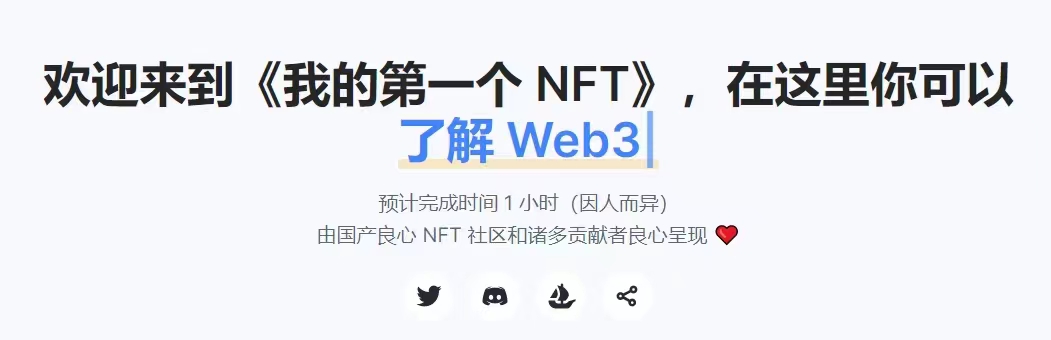 欢迎来到《我的第一个 NFT》，在这里你可以
了解 Web3
预计完成时间 1 小时（因人而异）
由国产良心 NFT 社区和诸多贡献者良心呈现 ❤️